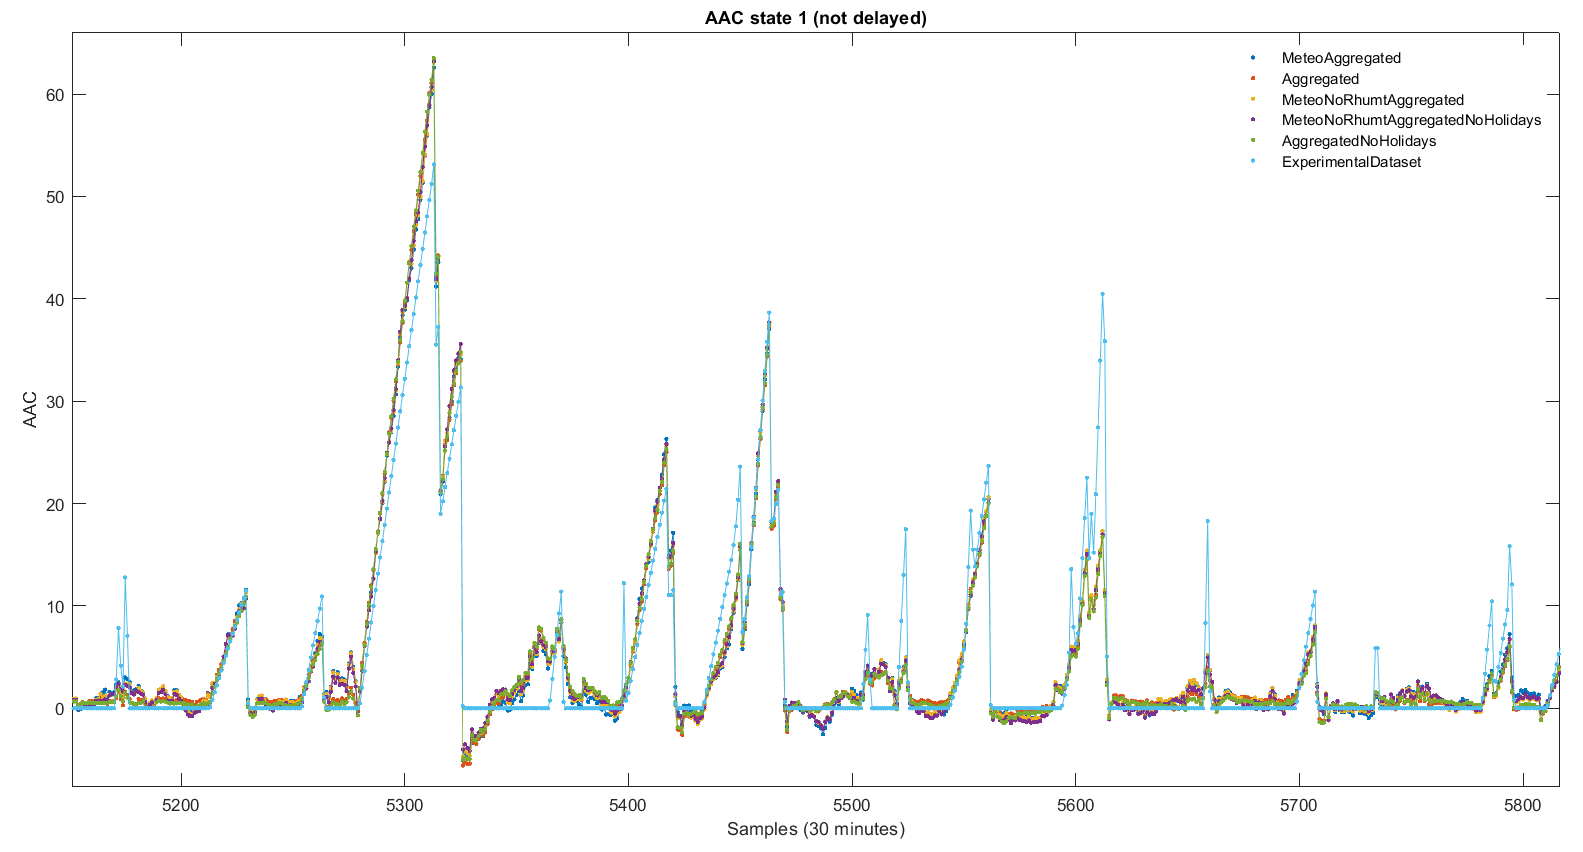 AAC state 1 (not delayed)
MeteoAggregated
Aggregated
MeteoNoRhumtAggregated
MeteoNoRhumtAggregatedNoHolidays
AggregatedNoHolidays
ExperimentalDataset
60
50
40
30
20
10
0
AAC
5200 5300 5400 5500 5600 5700 5800
Samples (30 minutes)